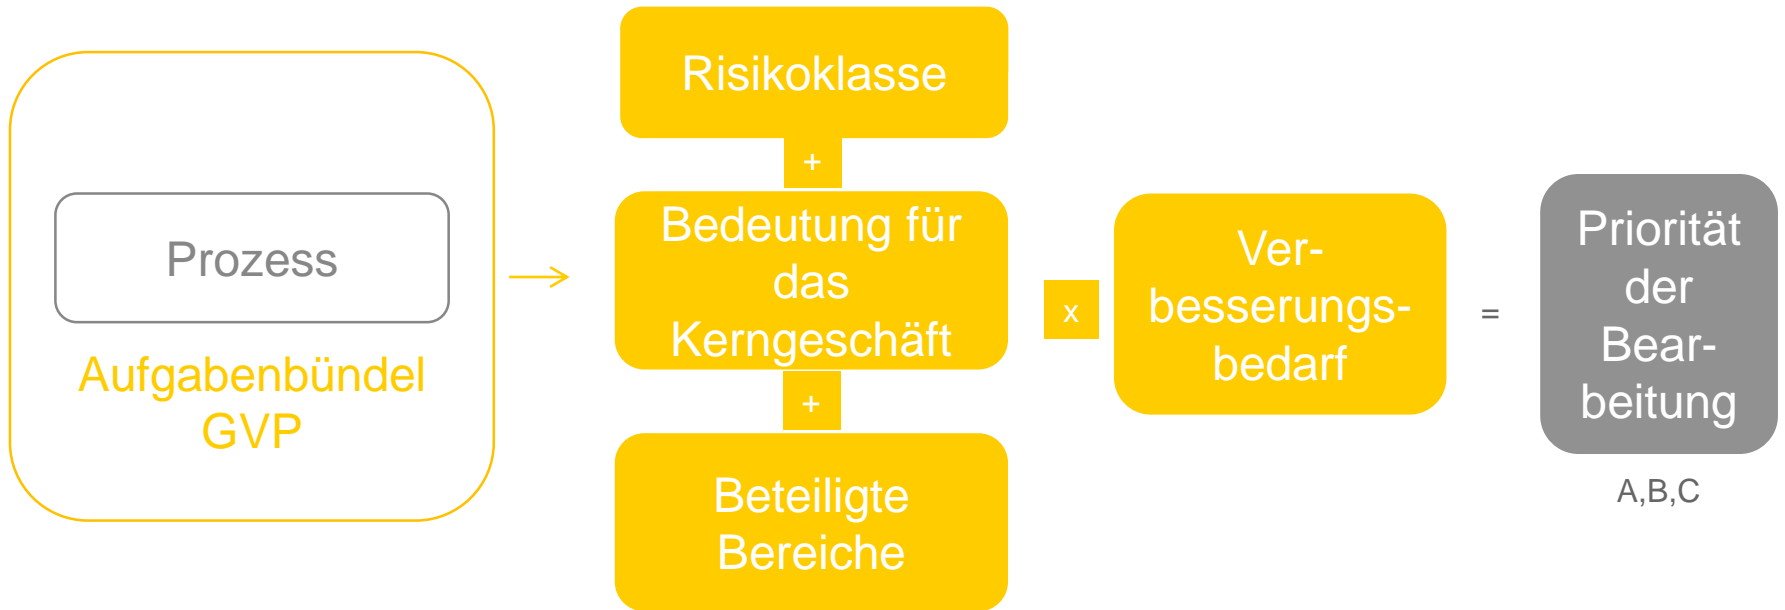 Prozess
Aufgabenbündel
GVP
Risikoklasse
+
Bedeutung für
das
Kerngeschäft
+
Beteiligte
Bereiche
x
Ver-
besserungs-
bedarf
=
Priorität
der
Bear-
beitung
A,B,C